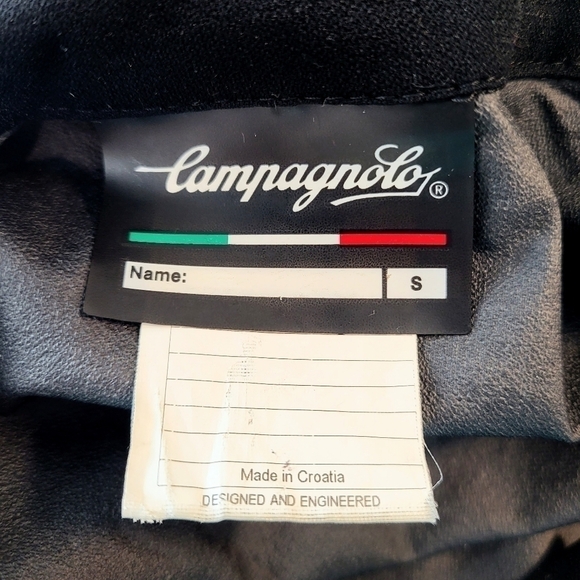 Campagnolo®
Name:
S
Made in Croatia
DESIGNED AND ENGINEERED